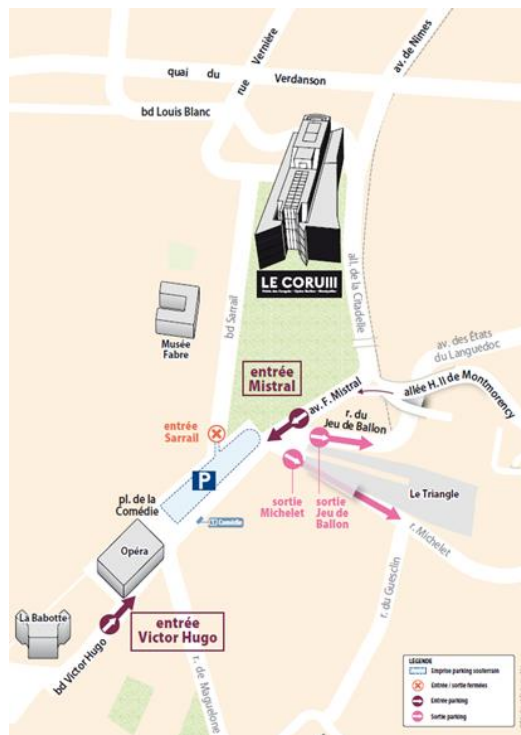 quai du Verdanson
rue Vernière
av. de Nîmes
bd Louis Blanc
LE CORUM
all. de la Citadelle
bd Sarrail
Musée
Fabre
av. des États
du Languedoc
entrée
Mistral
av. F. Mistral
allée H. II de Montmorency
r. du
Jeu de Ballon
entrée
Sarrail
P
sortie
Michelet
sortie
Jeu de
Ballon
Le Triangle
pl. de la
Comédie
Comédie
r. Michelet
Opéra
r. du Guesclin
La Babotte
entrée
Victor Hugo
bd Victor Hugo
r. de Maguelone
LEGENDE
Emprise parking souterrain
Entrée / sortie fermées
Entrée parking
Sortie parking